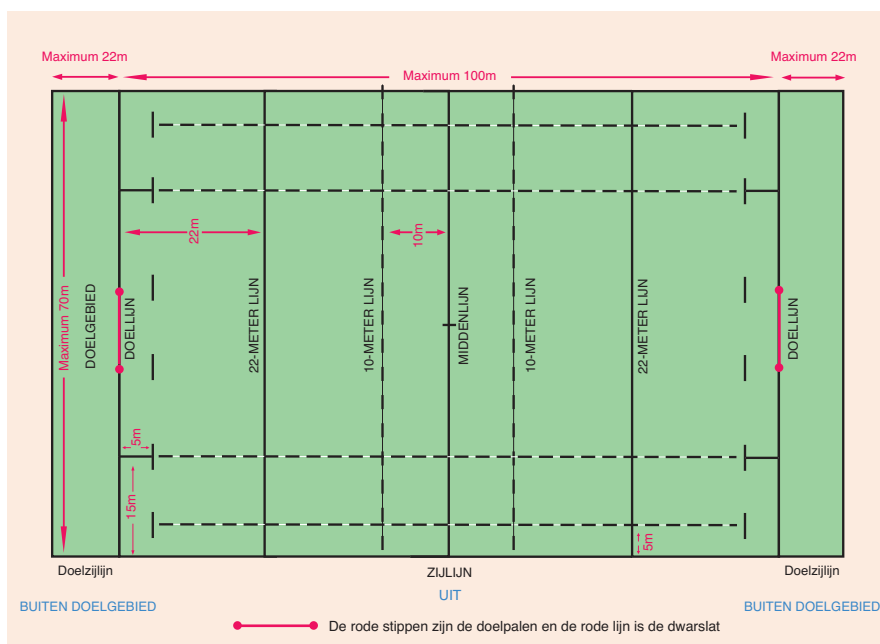 Maximum 22m
Maximum 100m
Maximum 22m
22m
10m
Maximum 70m
DOELGEBIED
DOELLIJN
22-METER LIJN
10-METER LIJN
MIDDENLIJN
10-METER LIJN
22-METER LIJN
DOELLIJN
5m
15m
5m
Doelzijlijn
ZIJLIJN
Doelzijlijn
BUITEN DOELGEBIED
UIT
BUITEN DOELGEBIED
De rode stippen zijn de doelpalen en de rode lijn is de dwarslat